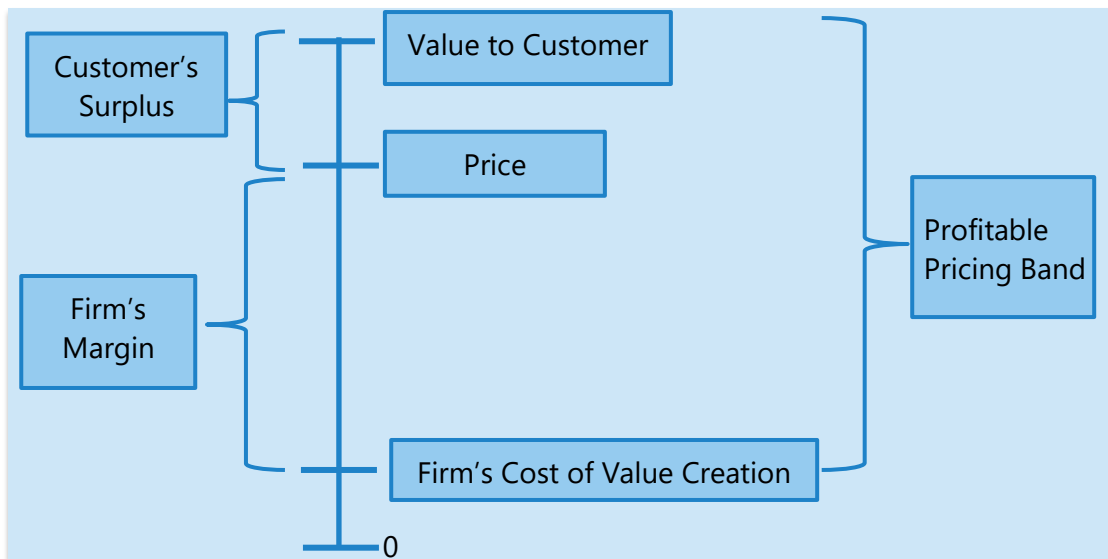 Value to Customer
Customer’s
Surplus
Price
Profitable
Pricing Band
Firm’s
Margin
Firm’s Cost of Value Creation
0